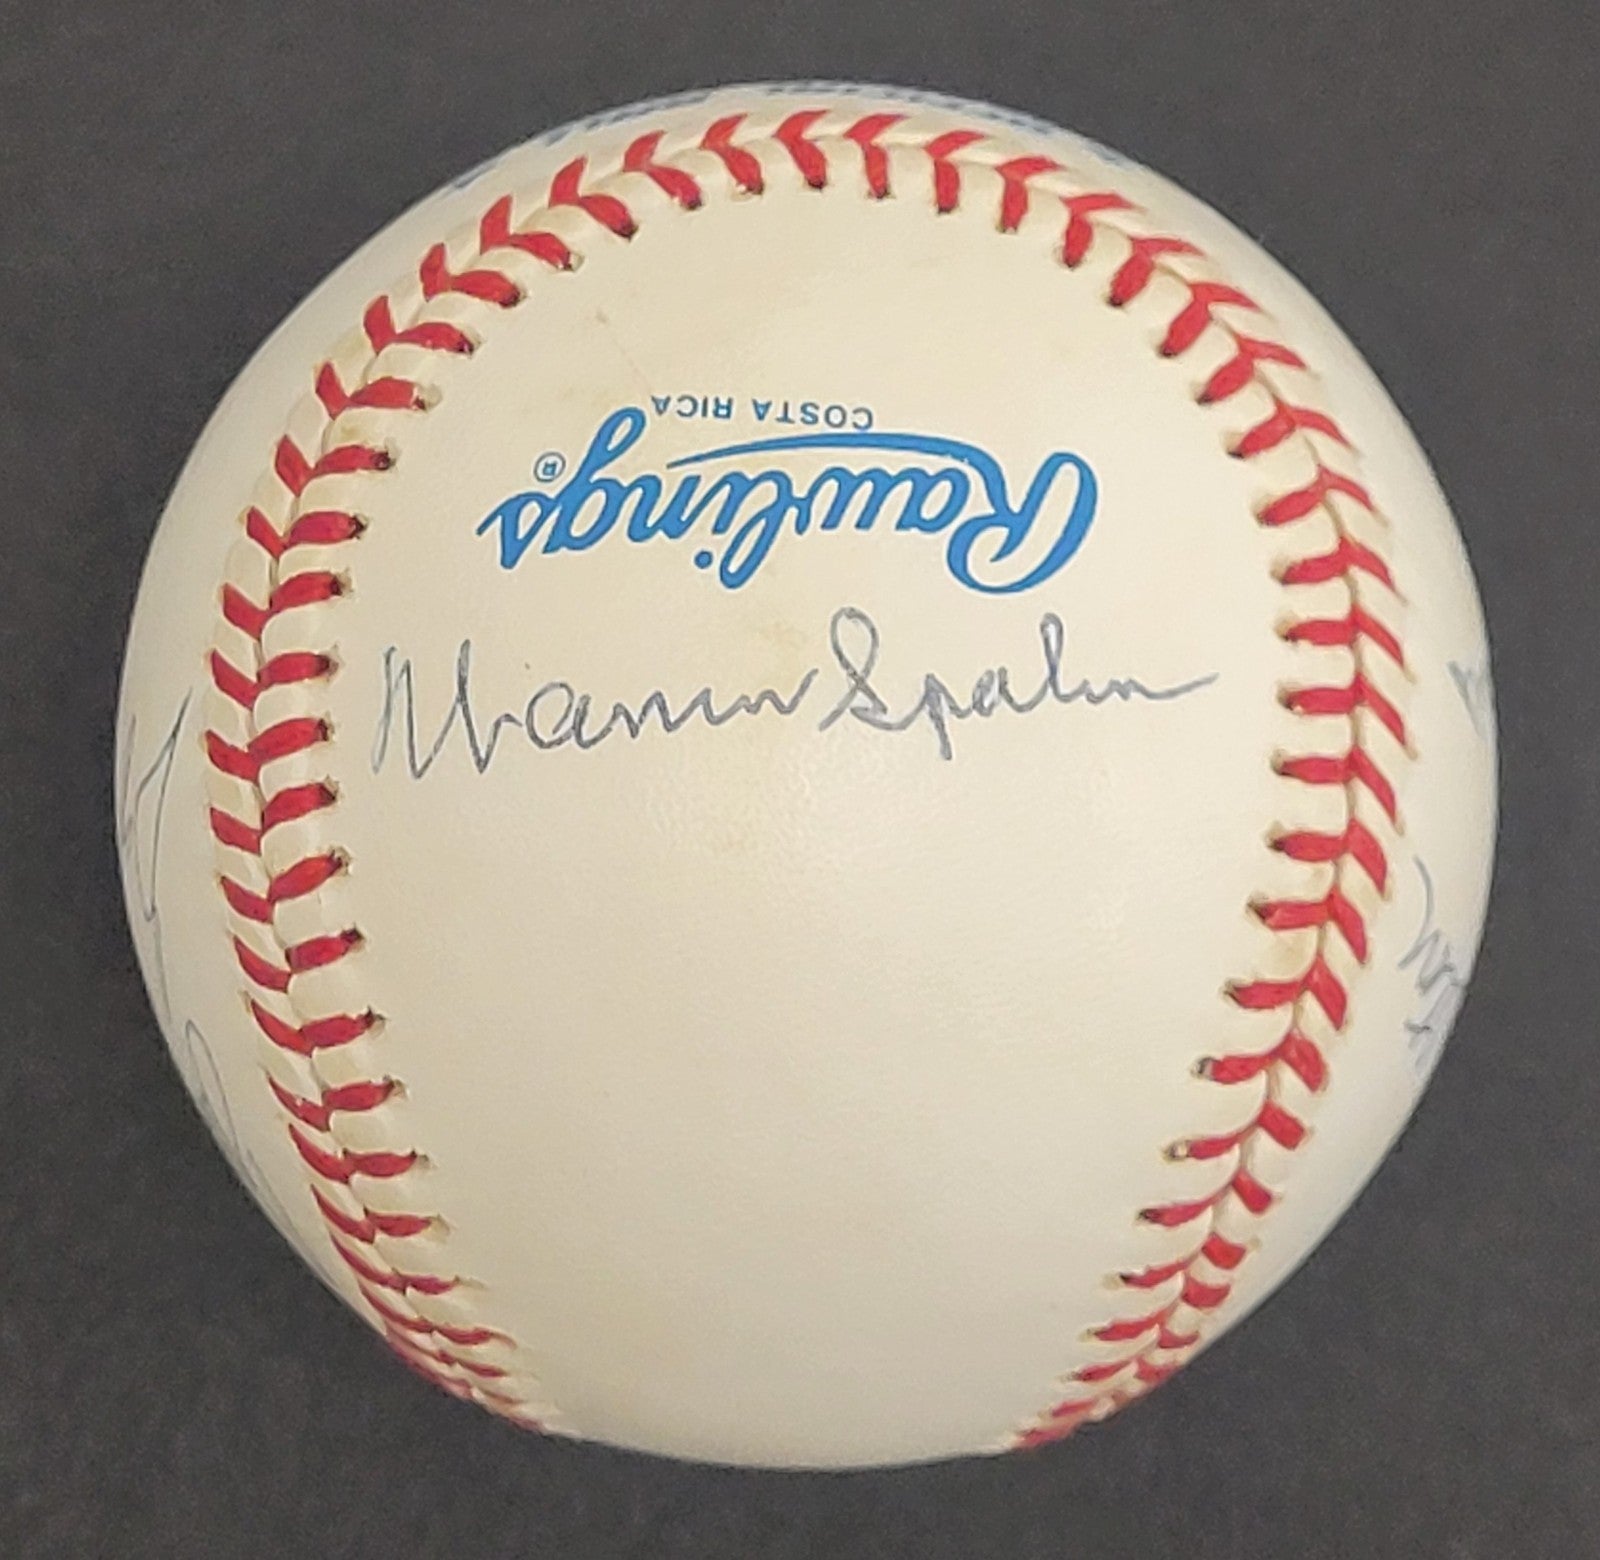 COSTA RICA
Rawlings®
Warren Spahn